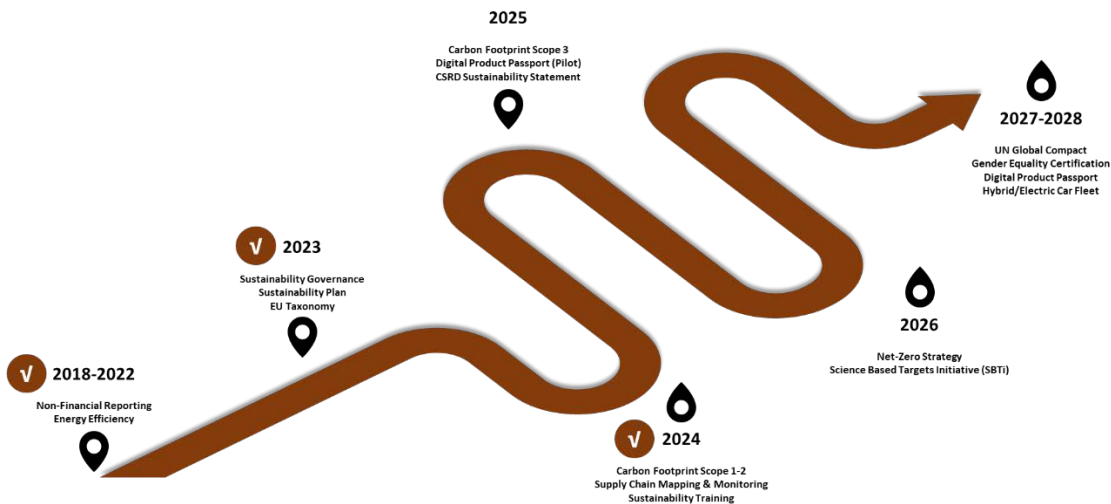 2025
Carbon Footprint Scope 3
Digital Product Passport (Pilot)
CSRD Sustainability Statement
2027-2028
UN Global Compact
Gender Equality Certification
Digital Product Passport
Hybrid/Electric Car Fleet
√ 2023
Sustainability Governance
Sustainability Plan
EU Taxonomy
2026
Net-Zero Strategy
Science Based Targets Initiative (SBTi)
√ 2018-2022
Non-Financial Reporting
Energy Efficiency
√ 2024
Carbon Footprint Scope 1-2
Supply Chain Mapping & Monitoring
Sustainability Training